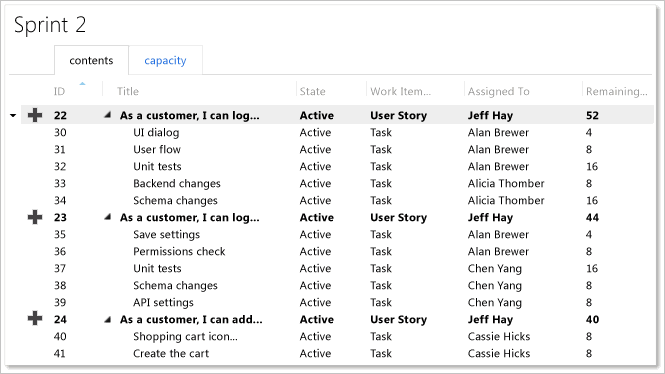 Sprint 2
contents capacity
ID Title State Work Item... Assigned To Remaining...
22 As a customer, I can log... Active User Story Jeff Hay 52
30 UI dialog Active Task Alan Brewer 4
31 User flow Active Task Alan Brewer 8
32 Unit tests Active Task Alan Brewer 16
33 Backend changes Active Task Alicia Thomber 8
34 Schema changes Active Task Alicia Thomber 16
23 As a customer, I can log... Active User Story Jeff Hay 44
35 Save settings Active Task Alan Brewer 4
36 Permissions check Active Task Alan Brewer 8
37 Unit tests Active Task Chen Yang 16
38 Schema changes Active Task Chen Yang 8
39 API settings Active Task Chen Yang 8
24 As a customer, I can add... Active User Story Jeff Hay 40
40 Shopping cart icon... Active Task Cassie Hicks 8
41 Create the cart Active Task Cassie Hicks 8